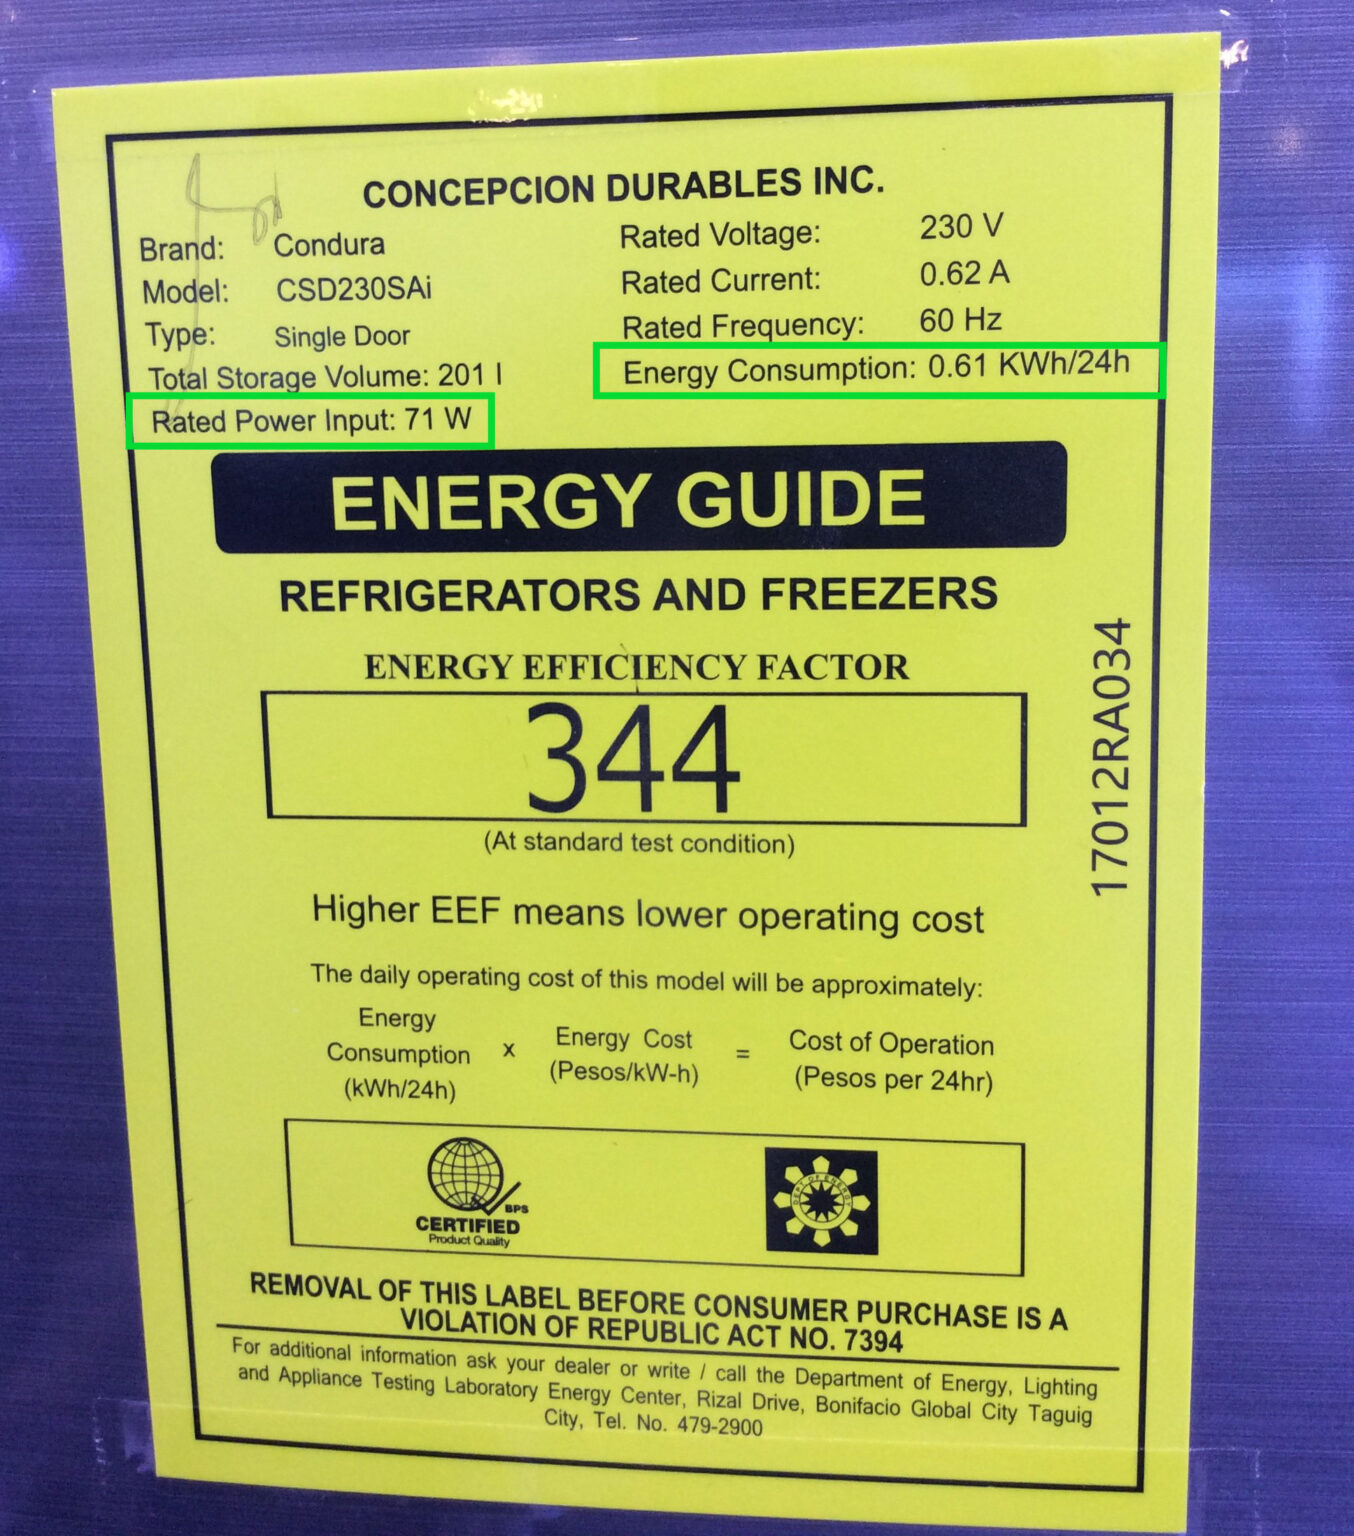 CONCEPCION DURABLES INC.
Brand: Condura
Model: CSD230SAi
Type: Single Door
Total Storage Volume: 201 l
Rated Power Input: 71 W
Rated Voltage: 230 V
Rated Current: 0.62 A
Rated Frequency: 60 Hz
Energy Consumption: 0.61 KWh/24h
ENERGY GUIDE
REFRIGERATORS AND FREEZERS
ENERGY EFFICIENCY FACTOR
344
(At standard test condition)
17012RA034
Higher EEF means lower operating cost
The daily operating cost of this model will be approximately:
Energy Consumption (kWh/24h) x Energy Cost (Pesos/kW-h) = Cost of Operation (Pesos per 24hr)
BPS
CERTIFIED
Product Quality
DEPT OF ENERGY
REMOVAL OF THIS LABEL BEFORE CONSUMER PURCHASE IS A
VIOLATION OF REPUBLIC ACT NO. 7394
For additional information ask your dealer or write / call the Department of Energy, Lighting
and Appliance Testing Laboratory Energy Center, Rizal Drive, Bonifacio Global City Taguig
City, Tel. No. 479-2900